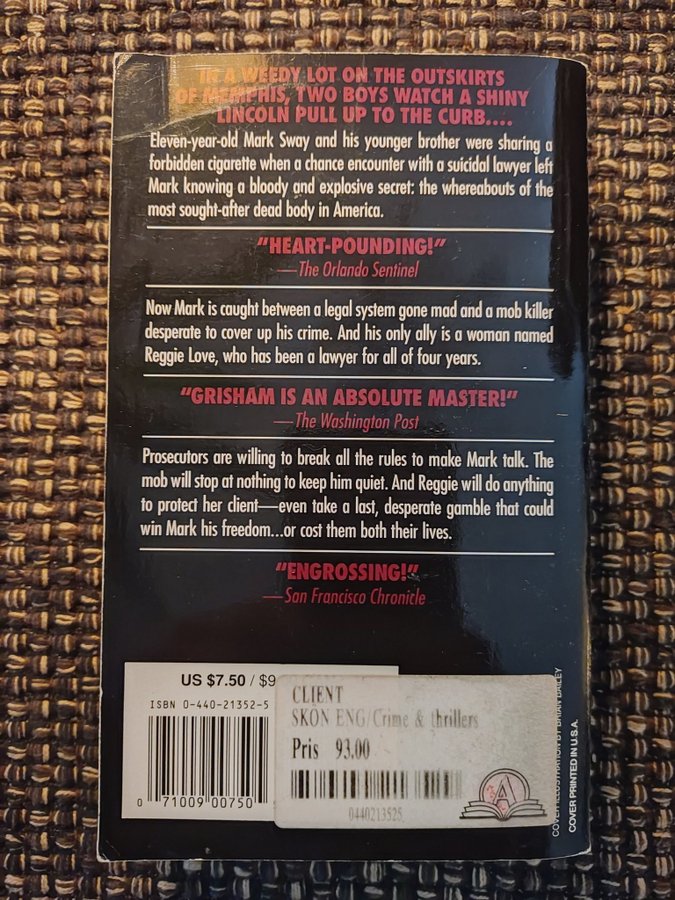 IN A WEEDY LOT ON THE OUTSKIRTS
OF MEMPHIS, TWO BOYS WATCH A SHINY
LINCOLN PULL UP TO THE CURB....
Eleven-year-old Mark Sway and his younger brother were sharing a
forbidden cigarette when a chance encounter with a suicidal lawyer left
Mark knowing a bloody and explosive secret: the whereabouts of the
most sought-after dead body in America.
"HEART-POUNDING!"
—The Orlando Sentinel
Now Mark is caught between a legal system gone mad and a mob killer
desperate to cover up his crime. And his only ally is a woman named
Reggie Love, who has been a lawyer for all of four years.
"GRISHAM IS AN ABSOLUTE MASTER!"
—The Washington Post
Prosecutors are willing to break all the rules to make Mark talk. The
mob will stop at nothing to keep him quiet. And Reggie will do anything
to protect her client—even take a last, desperate gamble that could
win Mark his freedom...or cost them both their lives.
"ENGROSSING!"
—San Francisco Chronicle
US $7.50 / $9
ISBN 0-440-21352-5
0 71009 00750
CLIENT
SKÖN ENG/Crime & thrillers
Pris 93.00
0440213525
A
COVER ILLUSTRATION BY BRIAN BAILEY
COVER PRINTED IN U.S.A.